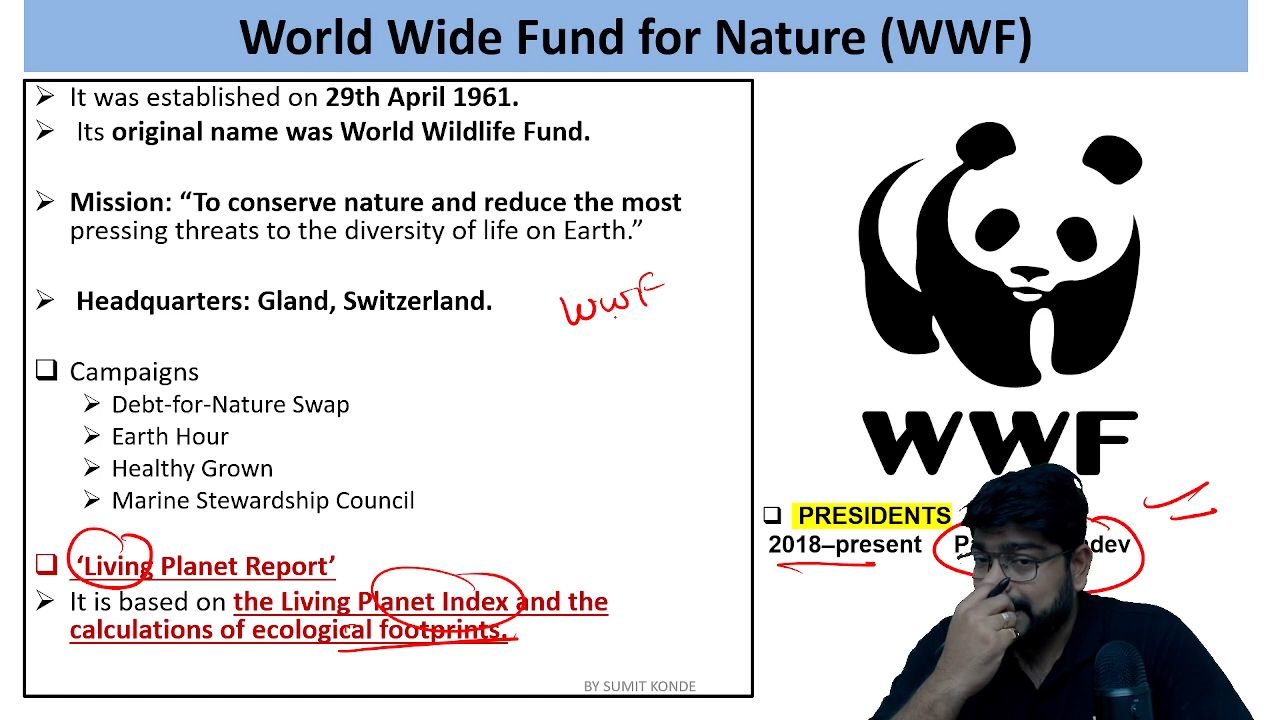 World Wide Fund for Nature (WWF)
It was established on 29th April 1961.
Its original name was World Wildlife Fund.
Mission: “To conserve nature and reduce the most
pressing threats to the diversity of life on Earth.”
Headquarters: Gland, Switzerland.
WWF
Campaigns
Debt-for-Nature Swap
Earth Hour
Healthy Grown
Marine Stewardship Council
‘Living Planet Report’
It is based on the Living Planet Index and the
calculations of ecological footprints.
BY SUMIT KONDE
WWF
PRESIDENTS
2018–present